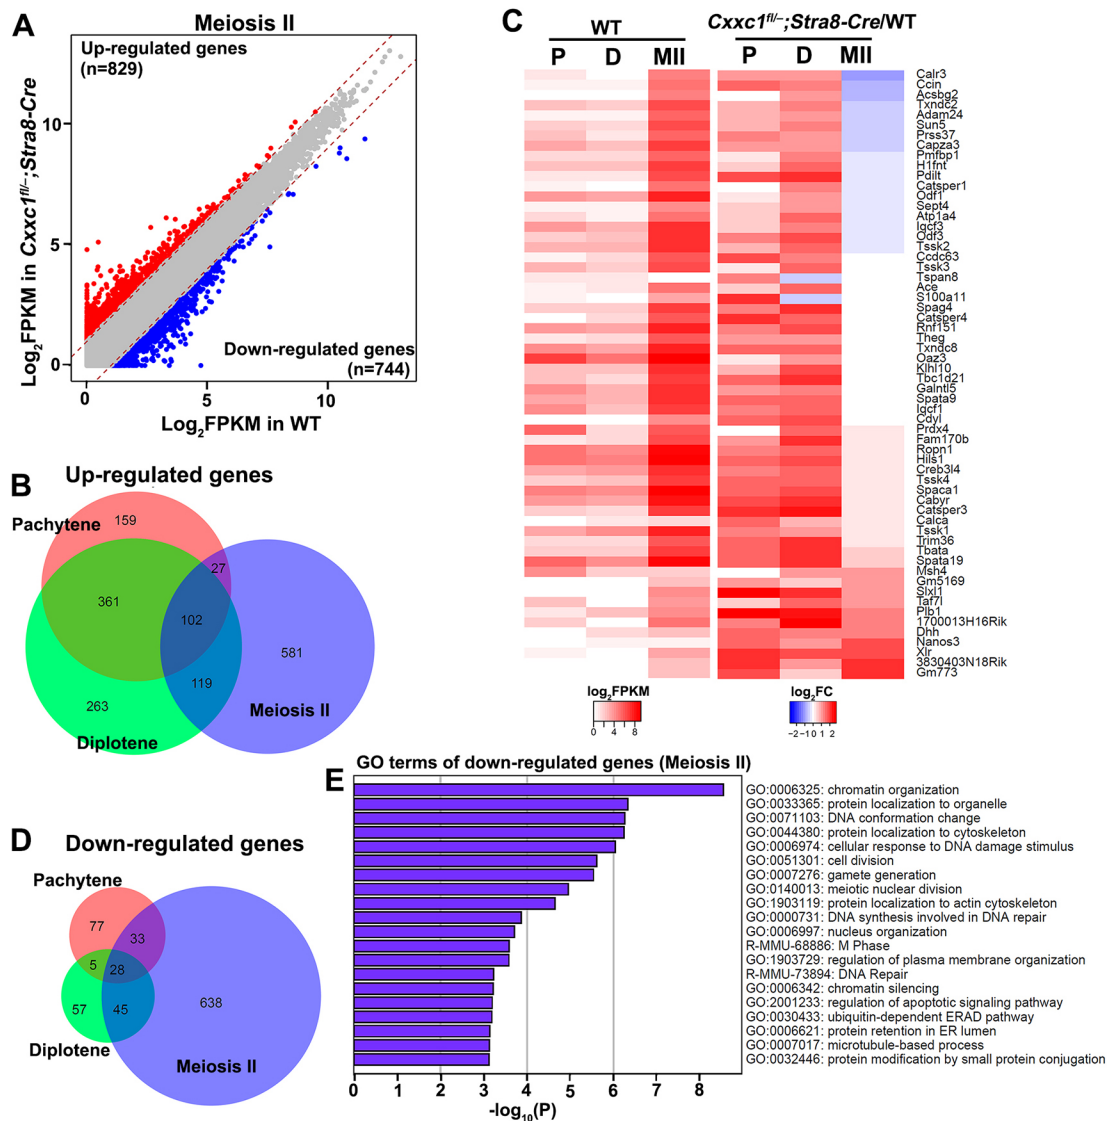 A
Meiosis II
Up-regulated genes
(n=829)
Log2FPKM in Cxxc1fl/–;Stra8-Cre
10
5
0
Down-regulated genes
(n=744)
0
5
10
Log2FPKM in WT
B
Up-regulated genes
Pachytene
159
27
361
102
581
119
263
Meiosis II
Diplotene
C
WT
Cxxc1fl/–;Stra8-Cre/WT
P D MII P D MII
Calr3
Ccin
Acsbg2
Txndc2
Adam24
Sun5
Prss37
Capza3
Pmfbp1
H1fnt
Pdilt
Catsper1
Odf1
Sept4
Atp1a4
Igcf3
Odf3
Tssk2
Ccdc63
Tssk3
Tspan8
Ace
S100a11
Spag4
Catsper4
Rnf151
Theg
Txndc8
Oaz3
Klhl10
Tbc1d21
Galntl5
Spata9
Igcf1
Cdyl
Prdx4
Fam170b
Ropn1
Hils1
Creb3l4
Tssk4
Spaca1
Cabyr
Catsper3
Calca
Tssk1
Trim36
Tbata
Spata19
Msh4
Gm5169
Slxl1
Taf7l
Plb1
1700013H16Rik
Dhh
Nanos3
Xlr
3830403N18Rik
Gm773
log2FPKM
0 2 4 6 8
log2FC
−2 −1 0 1 2
D
Down-regulated genes
Pachytene
77
33
5
28
638
57
45
Diplotene
Meiosis II
E
GO terms of down-regulated genes (Meiosis II)
GO:0006325: chromatin organization
GO:0033365: protein localization to organelle
GO:0071103: DNA conformation change
GO:0044380: protein localization to cytoskeleton
GO:0006974: cellular response to DNA damage stimulus
GO:0051301: cell division
GO:0007276: gamete generation
GO:0140013: meiotic nuclear division
GO:1903119: protein localization to actin cytoskeleton
GO:0000731: DNA synthesis involved in DNA repair
GO:0006997: nucleus organization
R-MMU-68886: M Phase
GO:1903729: regulation of plasma membrane organization
R-MMU-73894: DNA Repair
GO:0006342: chromatin silencing
GO:2001233: regulation of apoptotic signaling pathway
GO:0030433: ubiquitin-dependent ERAD pathway
GO:0006621: protein retention in ER lumen
GO:0007017: microtubule-based process
GO:0032446: protein modification by small protein conjugation
0 1 2 3 4 5 6 7 8
-log10(P)